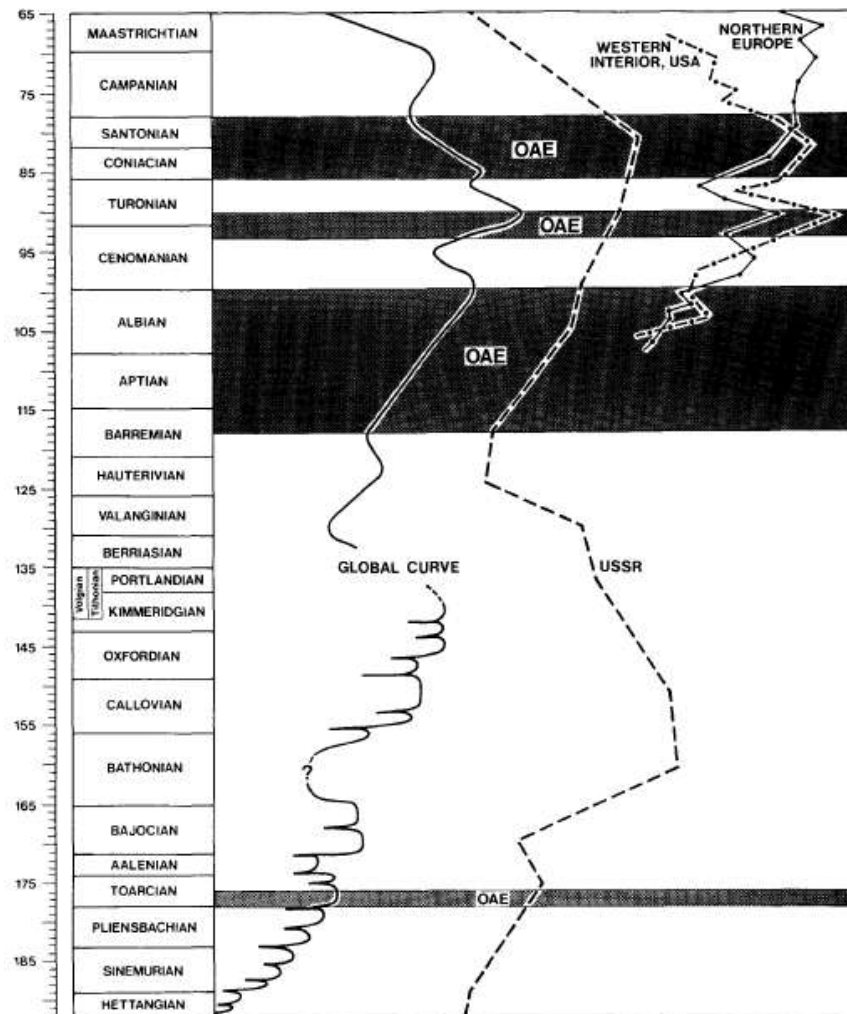 65
75
85
95
105
115
125
135
145
155
165
175
185
MAASTRICHTIAN
CAMPANIAN
SANTONIAN
CONIACIAN
TURONIAN
CENOMANIAN
ALBIAN
APTIAN
BARREMIAN
HAUTERIVIAN
VALANGINIAN
BERRIASIAN
Volgian
Tithonian
PORTLANDIAN
KIMMERIDGIAN
OXFORDIAN
CALLOVIAN
BATHONIAN
BAJOCIAN
AALENIAN
TOARCIAN
PLIENSBACHIAN
SINEMURIAN
HETTANGIAN
WESTERN
INTERIOR, USA
NORTHERN
EUROPE
OAE
OAE
OAE
GLOBAL CURVE
USSR
?
OAE